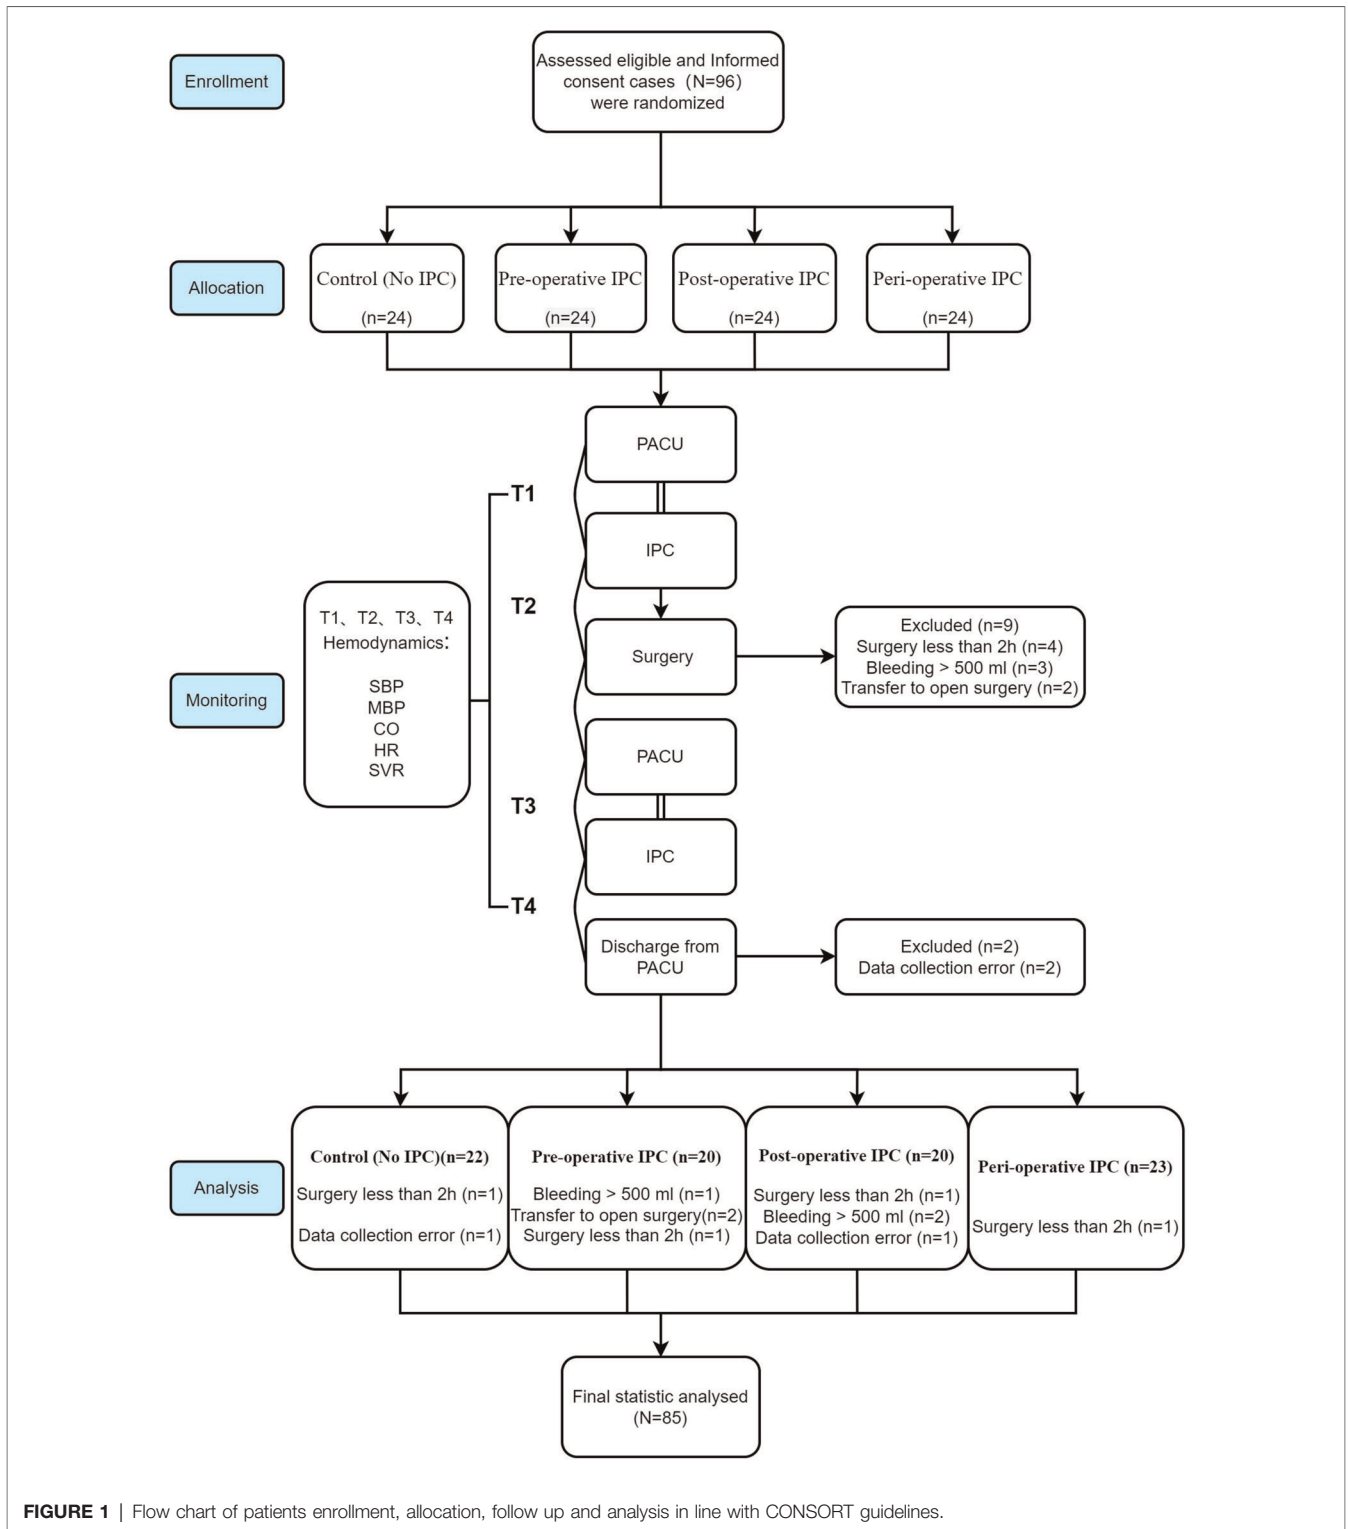 Enrollment
Assessed eligible and Informed
consent cases（N=96）
were randomized
Allocation
Control (No IPC)
(n=24)
Pre-operative IPC
(n=24)
Post-operative IPC
(n=24)
Peri-operative IPC
(n=24)
PACU
T1
IPC
T2
Monitoring
T1、T2、T3、T4
Hemodynamics：
SBP
MBP
CO
HR
SVR
Surgery
Excluded (n=9)
Surgery less than 2h (n=4)
Bleeding > 500 ml (n=3)
Transfer to open surgery (n=2)
PACU
T3
IPC
T4
Discharge from
PACU
Excluded (n=2)
Data collection error (n=2)
Analysis
Control (No IPC)(n=22)
Surgery less than 2h (n=1)
Data collection error (n=1)
Pre-operative IPC (n=20)
Bleeding > 500 ml (n=1)
Transfer to open surgery(n=2)
Surgery less than 2h (n=1)
Post-operative IPC (n=20)
Surgery less than 2h (n=1)
Bleeding > 500 ml (n=2)
Data collection error (n=1)
Peri-operative IPC (n=23)
Surgery less than 2h (n=1)
Final statistic analysed
(N=85)
FIGURE 1 | Flow chart of patients enrollment, allocation, follow up and analysis in line with CONSORT guidelines.